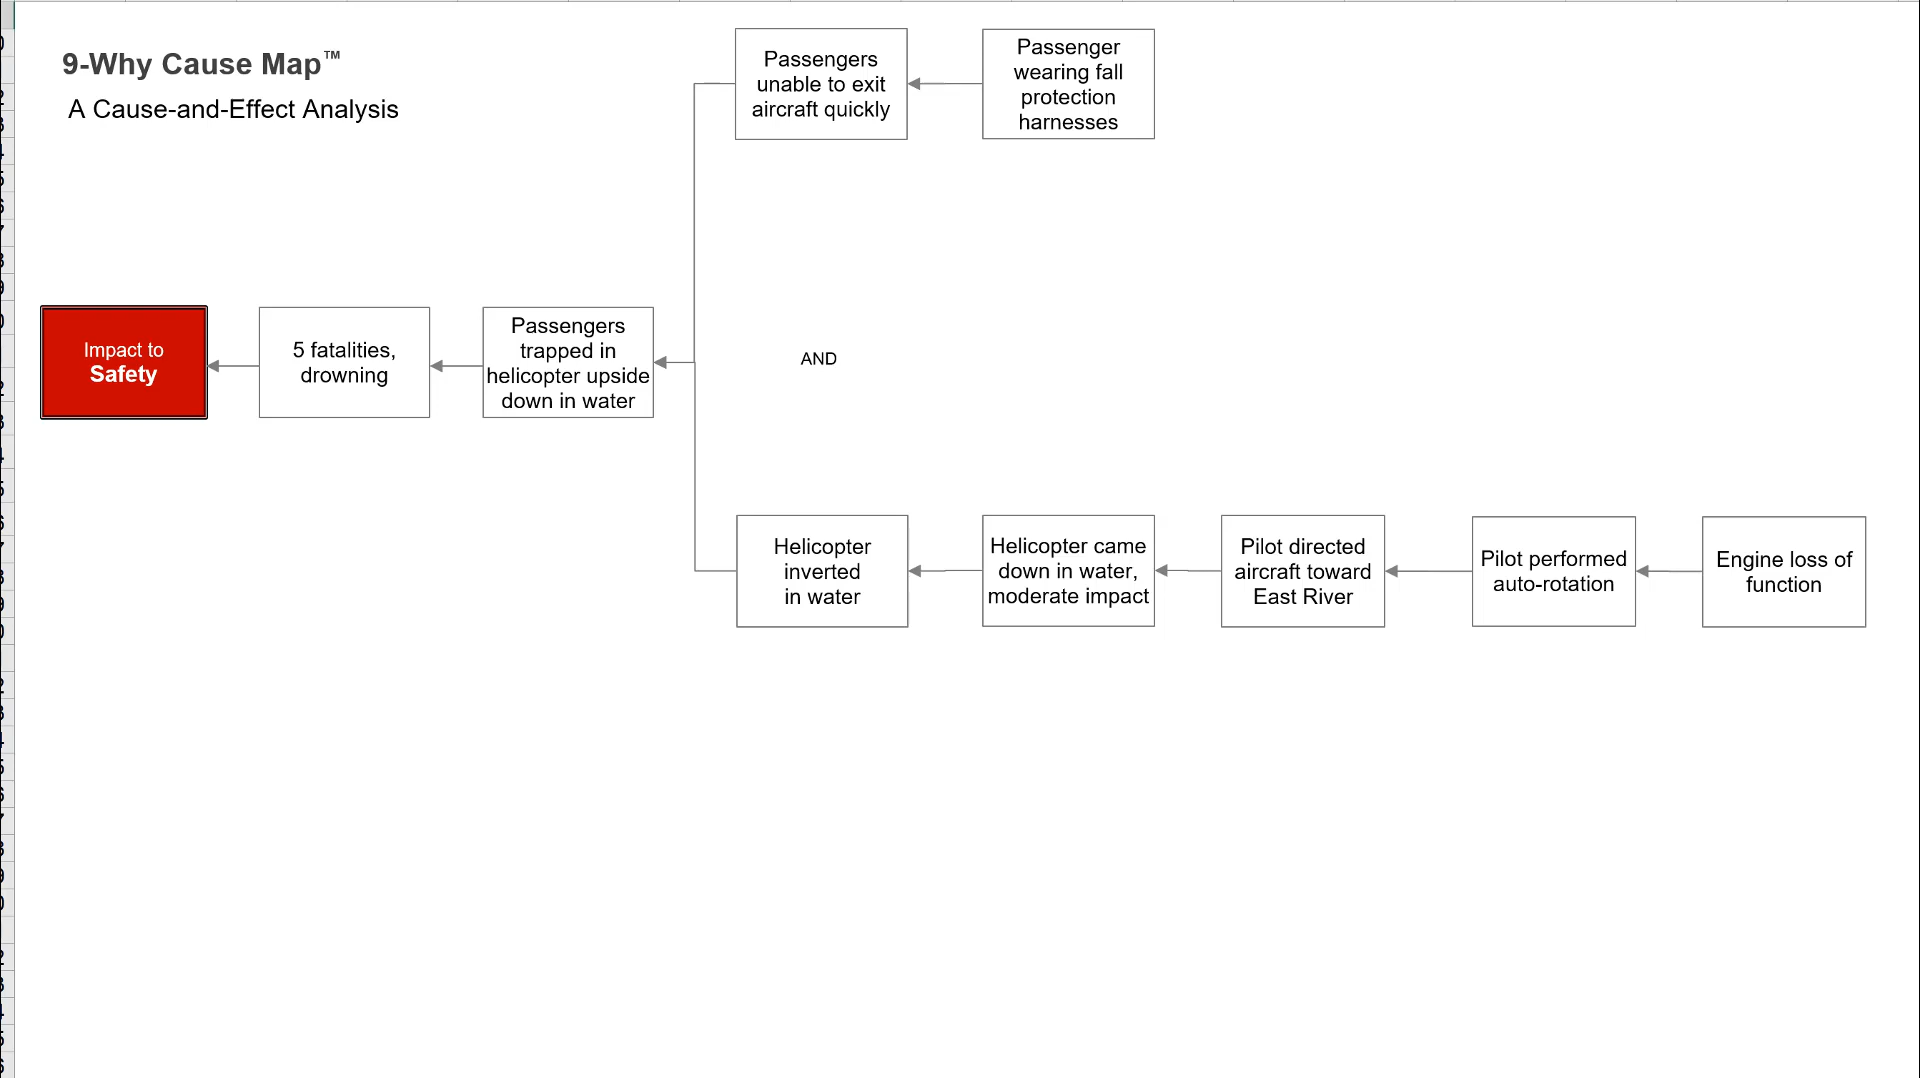 9-Why Cause Map™
A Cause-and-Effect Analysis
Passengers
unable to exit
aircraft quickly
Passenger
wearing fall
protection
harnesses
Impact to
Safety
5 fatalities,
drowning
Passengers
trapped in
helicopter upside
down in water
AND
Helicopter
inverted
in water
Helicopter came
down in water,
moderate impact
Pilot directed
aircraft toward
East River
Pilot performed
auto-rotation
Engine loss of
function